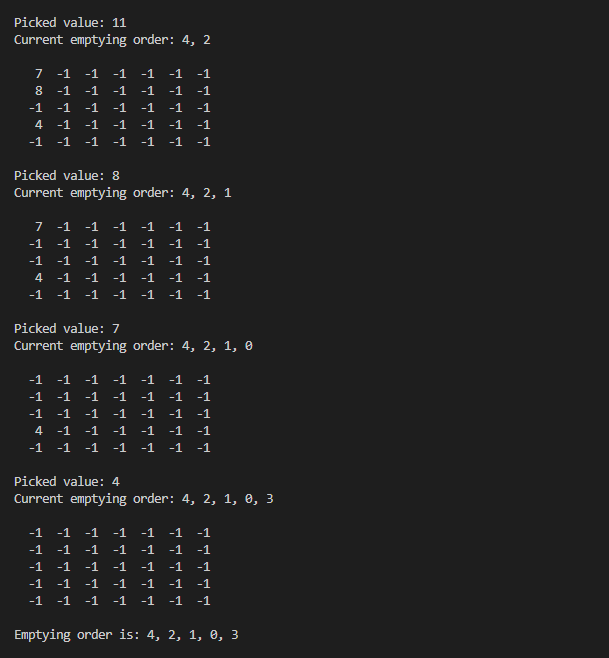 Picked value: 11
Current emptying order: 4, 2
7 -1 -1 -1 -1 -1 -1
8 -1 -1 -1 -1 -1 -1
-1 -1 -1 -1 -1 -1 -1
4 -1 -1 -1 -1 -1 -1
-1 -1 -1 -1 -1 -1 -1
Picked value: 8
Current emptying order: 4, 2, 1
7 -1 -1 -1 -1 -1 -1
-1 -1 -1 -1 -1 -1 -1
-1 -1 -1 -1 -1 -1 -1
4 -1 -1 -1 -1 -1 -1
-1 -1 -1 -1 -1 -1 -1
Picked value: 7
Current emptying order: 4, 2, 1, 0
-1 -1 -1 -1 -1 -1 -1
-1 -1 -1 -1 -1 -1 -1
-1 -1 -1 -1 -1 -1 -1
4 -1 -1 -1 -1 -1 -1
-1 -1 -1 -1 -1 -1 -1
Picked value: 4
Current emptying order: 4, 2, 1, 0, 3
-1 -1 -1 -1 -1 -1 -1
-1 -1 -1 -1 -1 -1 -1
-1 -1 -1 -1 -1 -1 -1
-1 -1 -1 -1 -1 -1 -1
-1 -1 -1 -1 -1 -1 -1
Emptying order is: 4, 2, 1, 0, 3